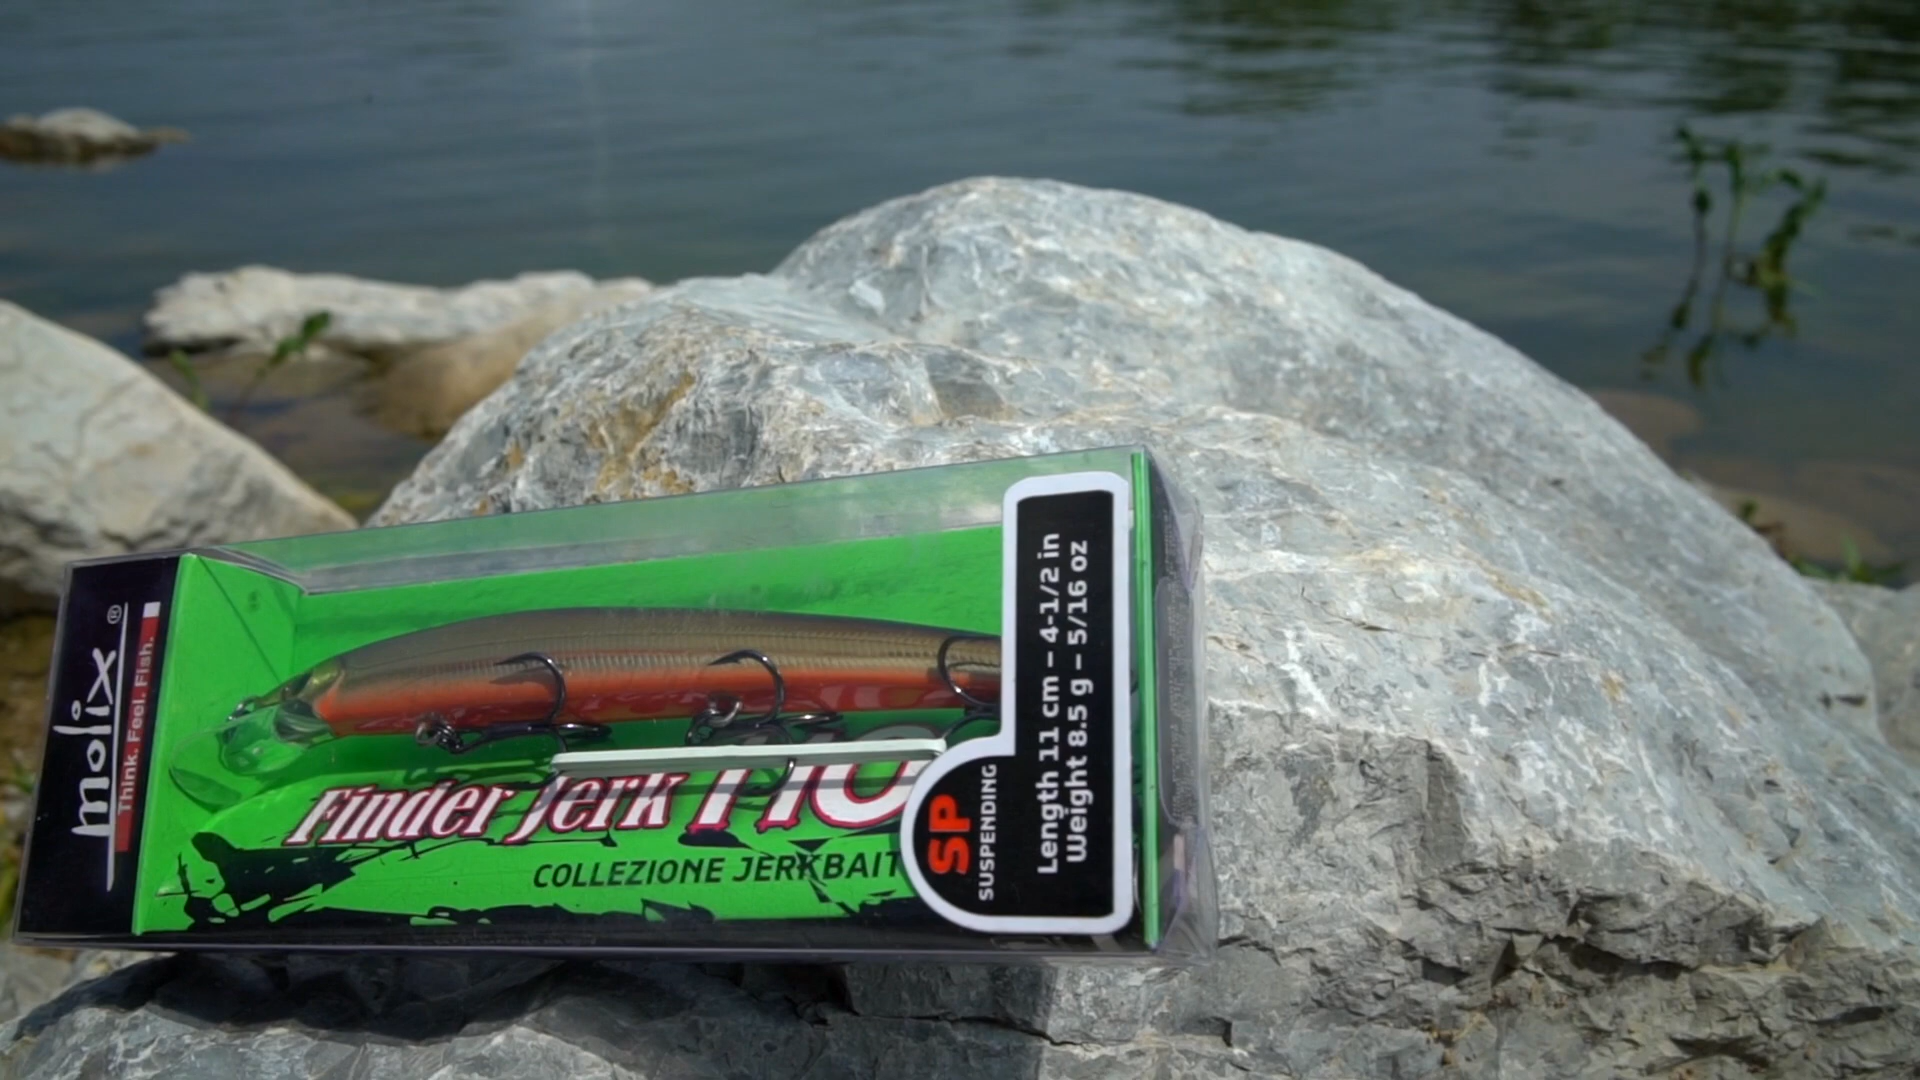 molix®
Think. Feel. Fish.
Finder Jerk 110
COLLEZIONE JERKBAIT
SP
SUSPENDING
Length 11 cm – 4-1/2 in
Weight 8.5 g – 5/16 oz